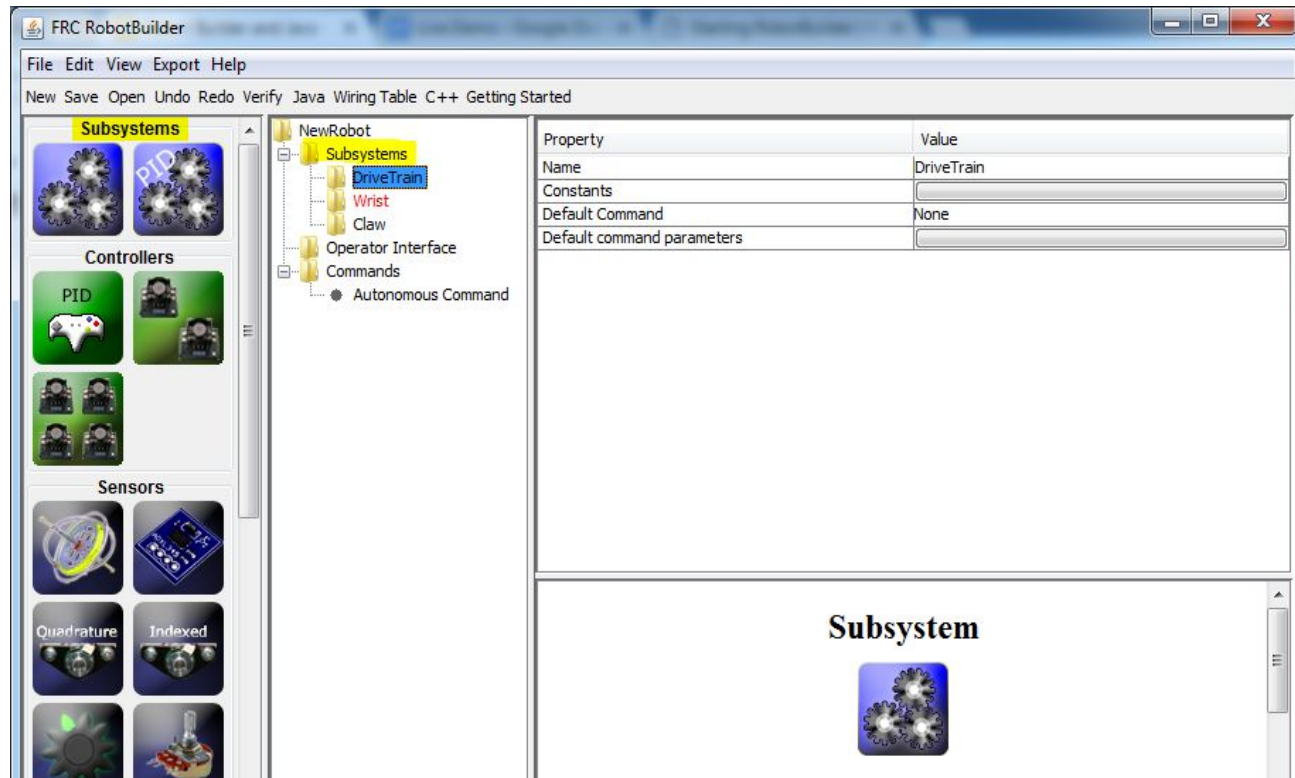 FRC RobotBuilder
File Edit View Export Help
New Save Open Undo Redo Verify Java Wiring Table C++ Getting Started
Subsystems
PID
Controllers
PID
Sensors
Quadrature
Indexed
NewRobot
Subsystems
DriveTrain
Wrist
Claw
Operator Interface
Commands
Autonomous Command
Property Value
Name DriveTrain
Constants
Default Command None
Default command parameters
Subsystem